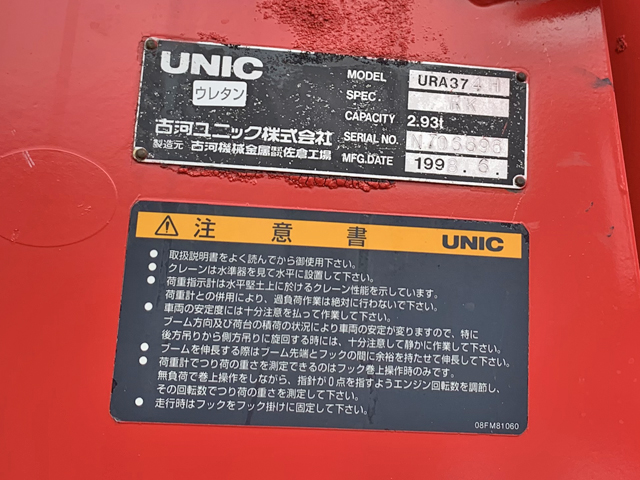 UNIC
ウレタン
古河ユニック株式会社
製造元 古河機械金属株式会社佐倉工場
MODEL URA374H
SPEC. KK
CAPACITY 2.93t
SERIAL NO.
MFG.DATE 1998.6.
注意書 UNIC
● 取扱説明書をよく読んでから御使用下さい。
● クレーンは水準器を見て水平に設置して下さい。
● 荷重指示計は水平堅土上に於けるクレーン性能を示しています。
荷重計との併用により、過負荷作業は絶対に行わないで下さい。
● 車両の安定度には十分注意を払って作業して下さい。
ブーム方向及び荷台の積荷の状況により車両の安定が変りますので、特に
後方吊りから側方吊りに旋回する時には、十分注意して静かに作業して下さい。
● ブームを伸長する際はブーム先端とフックの間に余裕を持たせて伸長して下さい。
● 荷重計でつり荷の重さを測定できるのはフック巻上操作時のみです。
無負荷で巻上操作をしながら、指針が0点を指すようエンジン回転数を調節し、
その回転数でつり荷の重さを測定して下さい。
● 走行時はフックをフック掛けに固定して下さい。
08FM81060